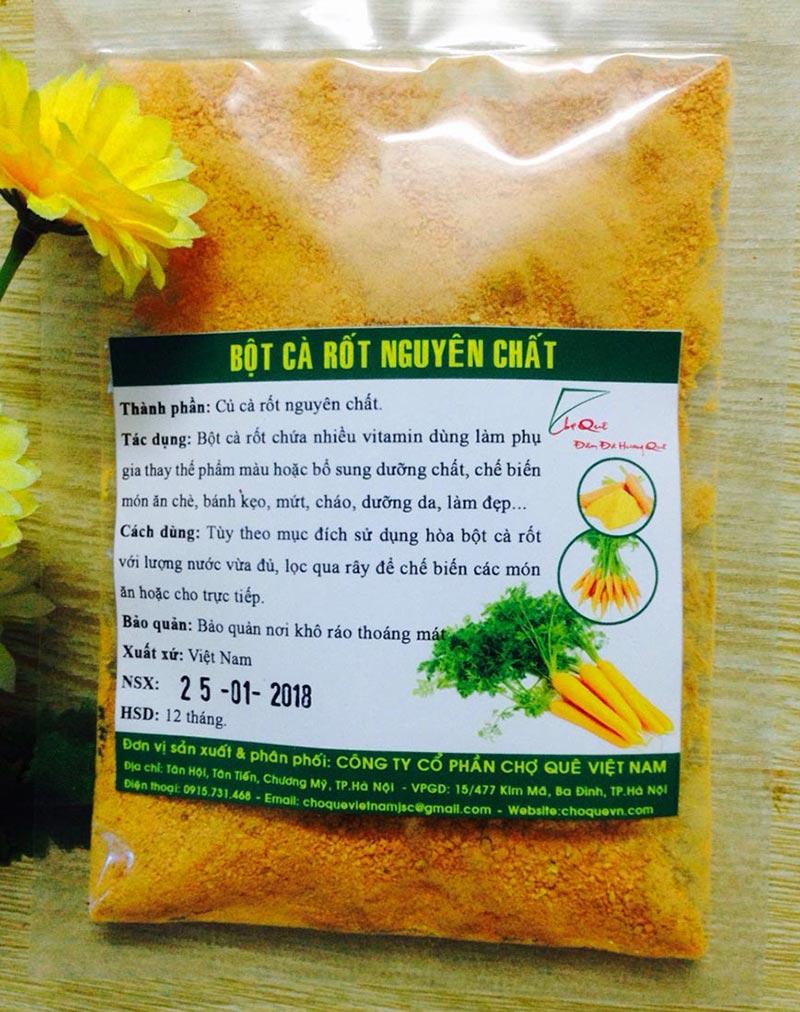 BỘT CÀ RỐT NGUYÊN CHẤT
Thành phần: Củ cà rốt nguyên chất.
Chợ Quê
Đậm Đà Hương Quê
Tác dụng: Bột cà rốt chứa nhiều vitamin dùng làm phụ
gia thay thế phẩm màu hoặc bổ sung dưỡng chất, chế biến
món ăn chè, bánh kẹo, mứt, cháo, dưỡng da, làm đẹp...
Cách dùng: Tùy theo mục đích sử dụng hòa bột cà rốt
với lượng nước vừa đủ, lọc qua rây để chế biến các món
ăn hoặc cho trực tiếp.
Bảo quản: Bảo quản nơi khô ráo thoáng mát
Xuất xứ: Việt Nam
NSX: 25-01-2018
HSD: 12 tháng.
Đơn vị sản xuất & phân phối: CÔNG TY CỔ PHẦN CHỢ QUÊ VIỆT NAM
Địa chỉ: Tân Hội, Tân Tiến, Chương Mỹ, TP.Hà Nội - VPGD: 15/477 Kim Mã, Ba Đình, TP.Hà Nội
Điện thoại: 0915.731.468 - Email: choquevietnamjsc@gmail.com - Website:choquevn.com